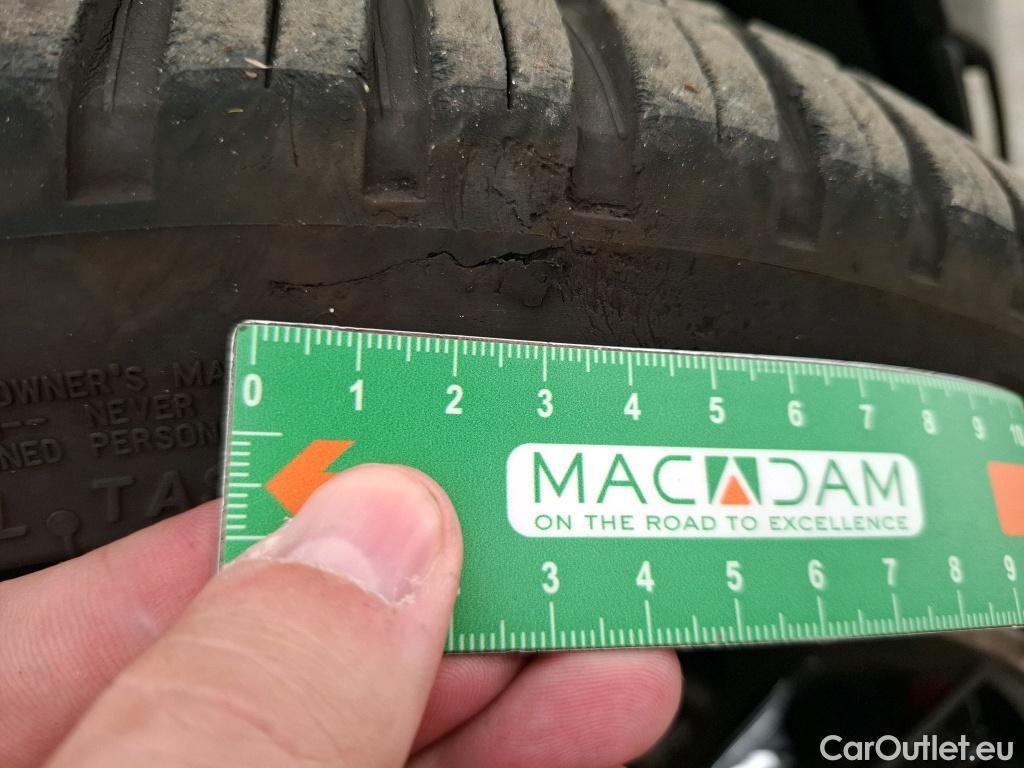 OWNER'S MA
-- NEVER
NED PERSON
L. TAS
0 1 2 3 4 5 6 7 8 9 10
MACADAM
ON THE ROAD TO EXCELLENCE
3 4 5 6 7 8 9
CarOutlet.eu